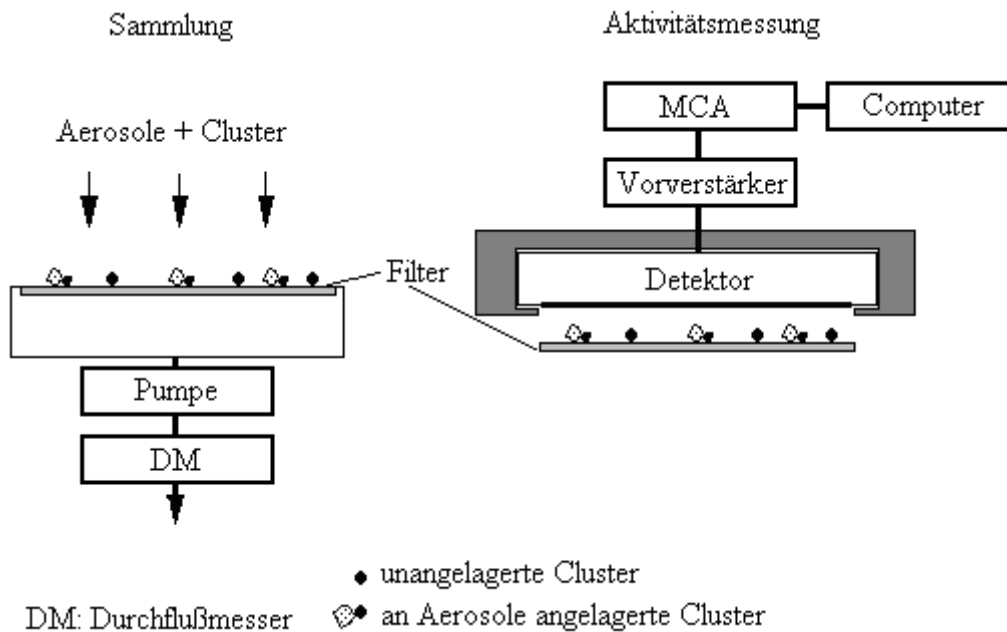 Sammlung
Aktivitätsmessung
Aerosole + Cluster
MCA
Computer
Vorverstärker
Filter
Detektor
Pumpe
DM
unangelagerte Cluster
DM: Durchflußmesser
an Aerosole angelagerte Cluster